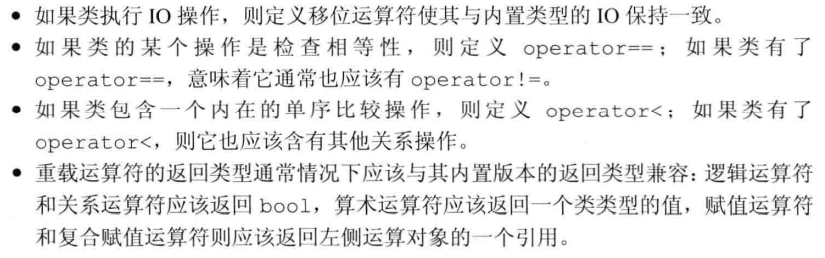 • 如果类执行 IO 操作，则定义移位运算符使其与内置类型的 IO 保持一致。
• 如果类的某个操作是检查相等性，则定义 operator==；如果类有了
operator==，意味着它通常也应该有 operator!=。
• 如果类包含一个内在的单序比较操作，则定义 operator<；如果类有了
operator<，则它也应该含有其他关系操作。
• 重载运算符的返回类型通常情况下应该与其内置版本的返回类型兼容：逻辑运算符
和关系运算符应该返回 bool，算术运算符应该返回一个类类型的值，赋值运算符
和复合赋值运算符则应该返回左侧运算对象的一个引用。